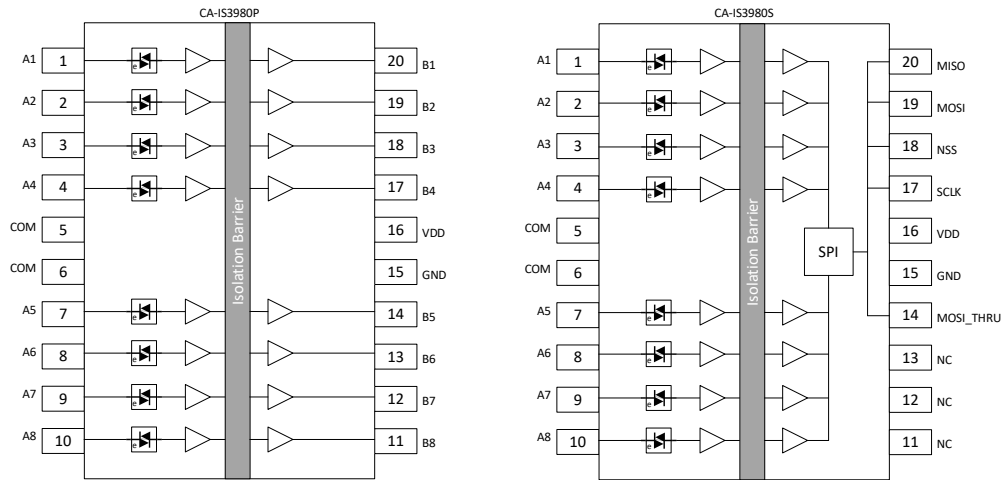 CA-IS3980P
A1 1 e 20 B1
A2 2 e 19 B2
A3 3 e 18 B3
A4 4 e 17 B4
COM 5 16 VDD
COM 6 15 GND
A5 7 e 14 B5
A6 8 e 13 B6
A7 9 e 12 B7
A8 10 e 11 B8
Isolation Barrier
CA-IS3980S
A1 1 e 20 MISO
A2 2 e 19 MOSI
A3 3 e 18 NSS
A4 4 e 17 SCLK
COM 5 16 VDD
SPI
COM 6 15 GND
A5 7 e 14 MOSI_THRU
A6 8 e 13 NC
A7 9 e 12 NC
A8 10 e 11 NC
Isolation Barrier